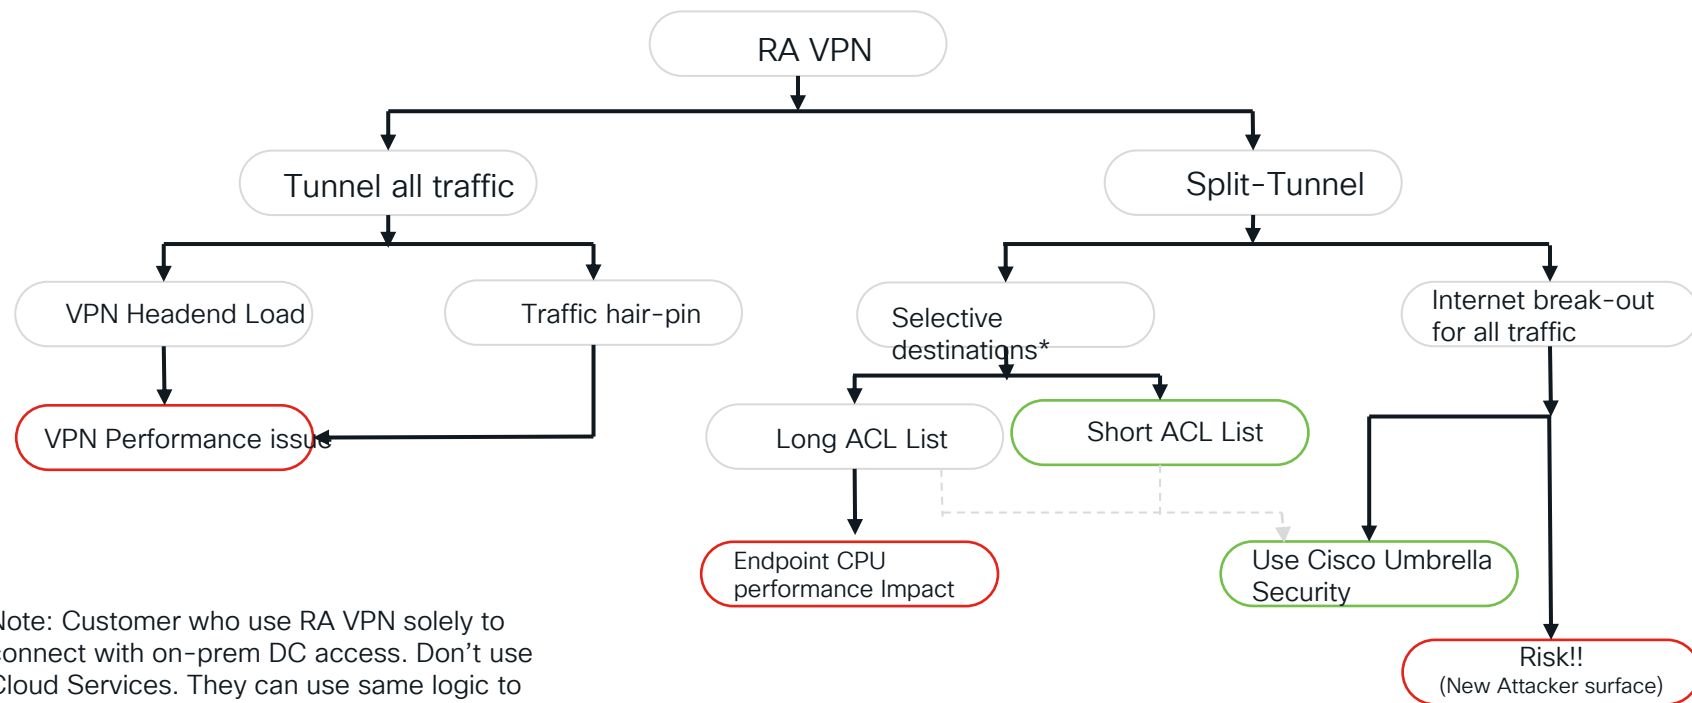 RA VPN
Tunnel all traffic
Split-Tunnel
VPN Headend Load
Traffic hair-pin
Selective
destinations*
Internet break-out
for all traffic
VPN Performance issue
Long ACL List
Short ACL List
Endpoint CPU
performance Impact
Use Cisco Umbrella
Security
Note: Customer who use RA VPN solely to
connect with on-prem DC access. Don't use
Cloud Services. They can use same logic to
Risk!!
(New Attacker surface)